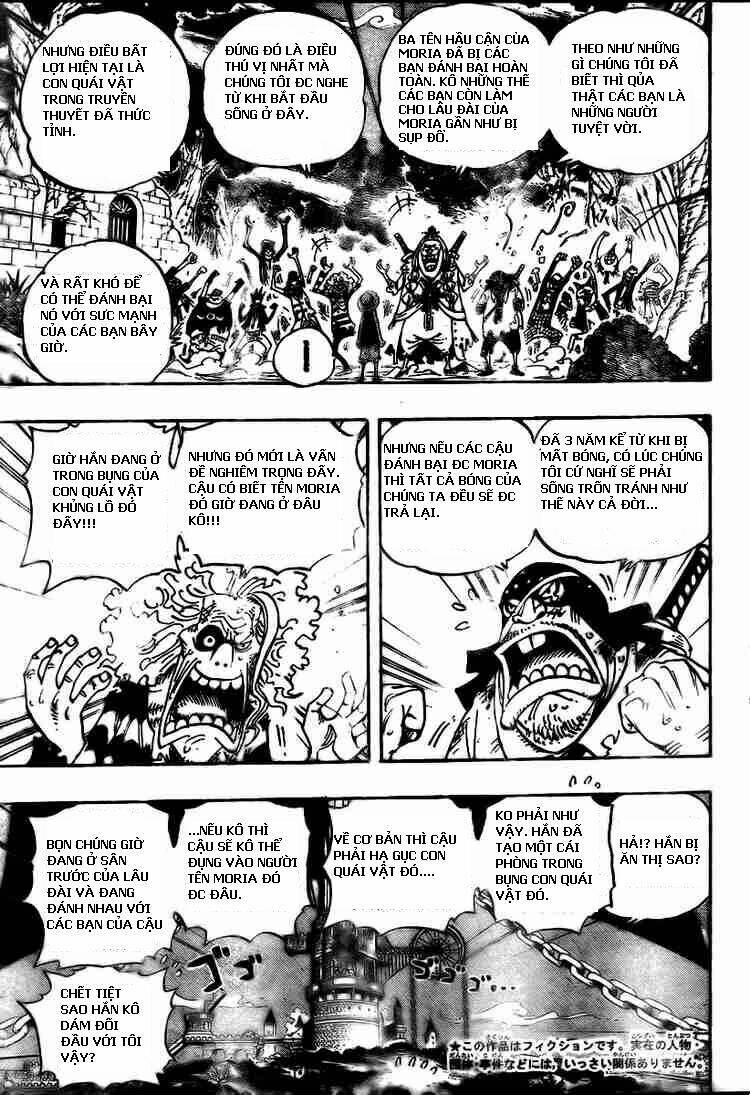 THEO NHƯ NHỮNG
GÌ CHÚNG TÔI ĐÃ
BIẾT THÌ QỦA
THẬT CÁC BẠN LÀ
NHỮNG NGƯỜI
TUYỆT VỜI.
BA TÊN HẦU CẬN CÙA
MORIA ĐÃ BỊ CÁC
BẠN ĐÁNH BẠI HOÀN
TOÀN. KÔ NHỮNG THẾ
CÁC BẠN CÒN LÀM
CHO LÂU ĐÀI CÙA
MORIA GẦN NHƯ BỊ
SỤP ĐỔ.
ĐÚNG ĐÓ LÀ ĐIỀU
THÚ VỊ NHẤT MÀ
CHÚNG TÔI ĐC NGHE
TỪ KHI BẮT ĐẦU
SỐNG Ở ĐÂY.
NHƯNG ĐIỀU BẤT
LỢI HIỆN TẠI LÀ
CON QUÁI VẬT
TRONG TRUYỀN
THUYẾT ĐÃ THỨC
TỈNH.
VÀ RẤT KHÓ ĐỂ
CÓ THỂ ĐÁNH BẠI
NÓ VỚI SỨC MẠNH
CỦA CÁC BẠN BÂY
GIỜ.
ĐÃ 3 NĂM KỂ TỪ KHI BỊ
MẤT BÓNG, CÓ LÚC CHÚNG
TÔI CỨ NGHĨ SẼ PHẢI
SỐNG TRỐN TRÁNH NHƯ
THẾ NÀY CẢ ĐỜI...
NHƯNG NẾU CÁC CẬU
ĐÁNH BẠI ĐC MORIA
THÌ TẤT CẢ BÓNG CỦA
CHÚNG TA ĐỀU SẼ ĐC
TRẢ LẠI.
NHƯNG ĐÓ MỚI LÀ VẤN
ĐỀ NGHIÊM TRỌNG ĐẤY.
CẬU CÓ BIẾT TÊN MORIA
ĐÓ GIỜ ĐANG Ở ĐÂU
KÔ!!!
GIỜ HẮN ĐANG Ở
TRONG BỤNG CỦA
CON QUÁI VẬT
KHỦNG LỒ ĐÓ
ĐẤY!!!
HẢ!? HẮN BỊ
ĂN THỊ SAO?
KO PHẢI NHƯ
VẬY. HẮN ĐÃ
TẠO MỘT CÁI
PHÒNG TRONG
BỤNG CON QUÁI
VẬT ĐÓ.
VỀ CƠ BẢN THÌ CẬU
PHẢI HẠ GỤC CON
QUÁI VẬT ĐÓ....
...NẾU KÔ THÌ
CẬU SẼ KÔ THỂ
ĐỤNG VÀO NGƯỜI
TÊN MORIA ĐÓ
ĐC ĐÂU.
BỌN CHÚNG GIỜ
ĐANG Ở SÂN
TRƯỚC CỦA LÂU
ĐÀI VÀ ĐANG
ĐÁNH NHAU VỚI
CÁC BẠN CỦA CẬU
CHẾT TIỆT
SAO HẮN KÔ
DÁM ĐỐI
ĐẦU VỚI TÔI
VẬY?
ゴゴ
ゴゴゴ...
★この作品はフィクションです。実在の人物・
団体・事件などには、いっさい関係ありません。